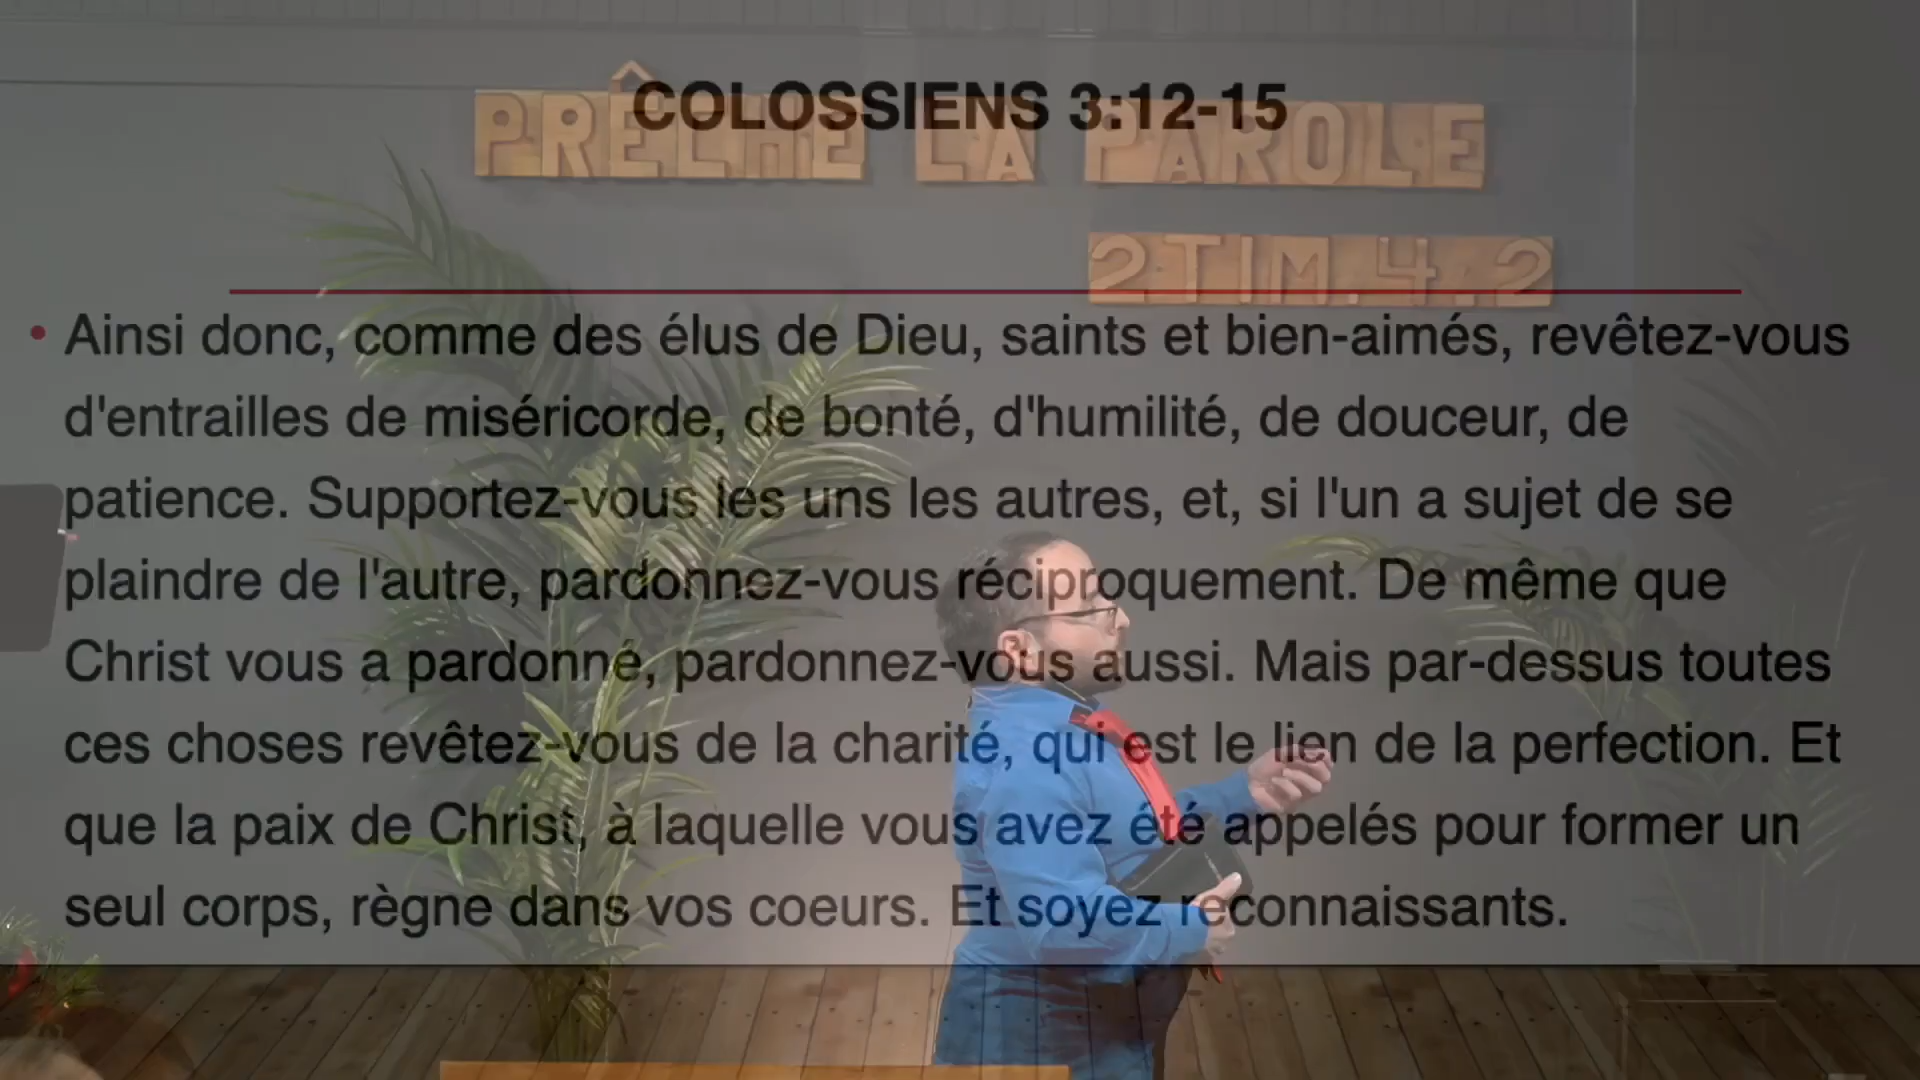 COLOSSIENS 3:12-15
PRÊCHE LA PAROLE
2 TIM.4.2
• Ainsi donc, comme des élus de Dieu, saints et bien-aimés, revêtez-vous
d'entrailles de miséricorde, de bonté, d'humilité, de douceur, de
patience. Supportez-vous les uns les autres, et, si l'un a sujet de se
plaindre de l'autre, pardonnez-vous réciproquement. De même que
Christ vous a pardonné, pardonnez-vous aussi. Mais par-dessus toutes
ces choses revêtez-vous de la charité, qui est le lien de la perfection. Et
que la paix de Christ, à laquelle vous avez été appelés pour former un
seul corps, règne dans vos coeurs. Et soyez reconnaissants.